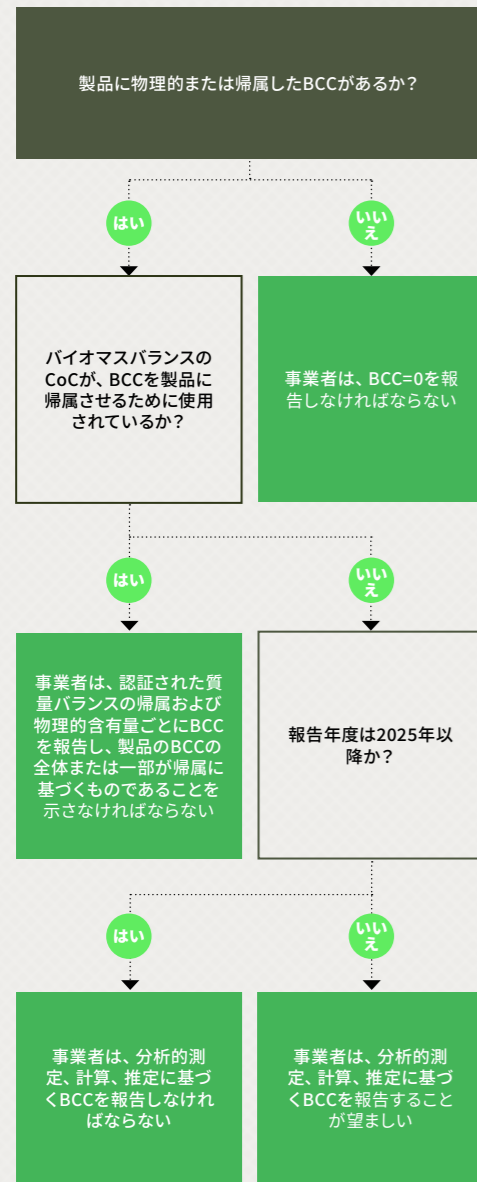 製品に物理的または帰属したBCCがあるか？
はい
いい
え
バイオマスバランスの
CoCが、BCCを製品に
帰属させるために使用
されているか？
事業者は、BCC=0を報
告しなければならない
はい
いい
え
事業者は、認証された質
量バランスの帰属および
物理的含有量ごとにBCC
を報告し、製品のBCCの
全体または一部が帰属に
基づくものであることを
示さなければならない
報告年度は2025年以
降か？
はい
いい
え
事業者は、分析的測
定、計算、推定に基づ
くBCCを報告しなけれ
ばならない
事業者は、分析的測
定、計算、推定に基づ
くBCCを報告すること
が望ましい